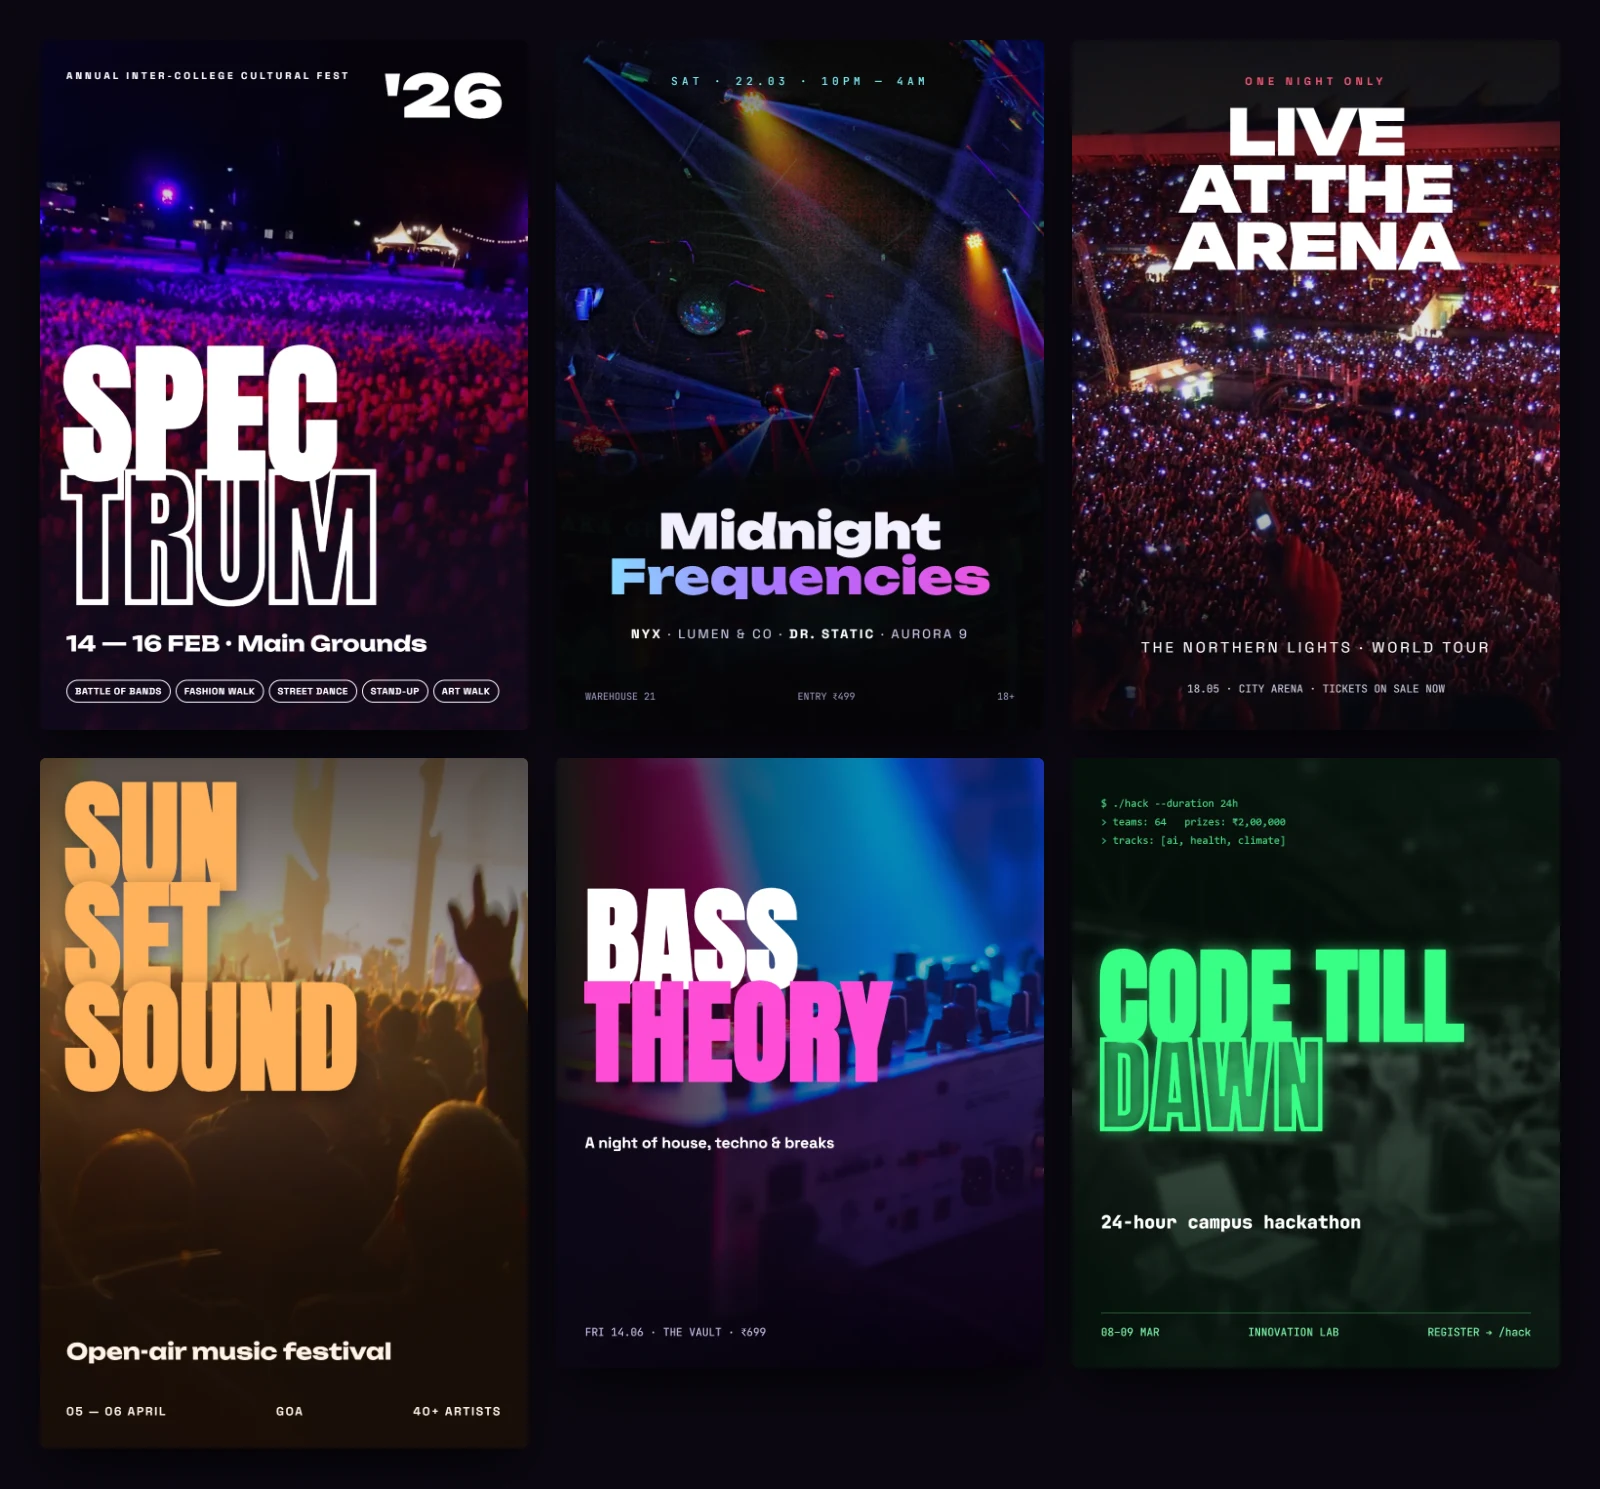 ANNUAL INTER-COLLEGE CULTURAL FEST
'26
SPEC
TRUM
14 — 16 FEB · Main Grounds
BATTLE OF BANDS FASHION WALK STREET DANCE STAND-UP ART WALK
SAT · 22.03 · 10PM — 4AM
Midnight
Frequencies
NYX · LUMEN & CO · DR. STATIC · AURORA 9
WAREHOUSE 21 ENTRY ₹499 18+
ONE NIGHT ONLY
LIVE
AT THE
ARENA
THE NORTHERN LIGHTS · WORLD TOUR
18.05 · CITY ARENA · TICKETS ON SALE NOW
SUN
SET
SOUND
Open-air music festival
05 — 06 APRIL GOA 40+ ARTISTS
BASS
THEORY
A night of house, techno & breaks
FRI 14.06 · THE VAULT · ₹699
$ ./hack --duration 24h
> teams: 64 prizes: ₹2,00,000
> tracks: [ai, health, climate]
CODE TILL
DAWN
24-hour campus hackathon
08–09 MAR INNOVATION LAB REGISTER → /hack